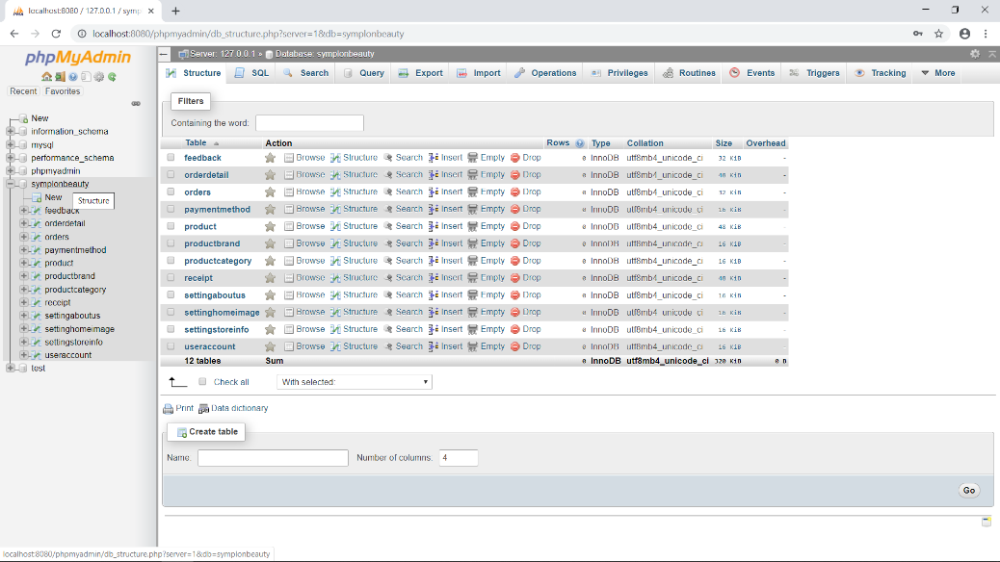 localhost:8080 / 127.0.0.1 / symp
localhost:8080/phpmyadmin/db_structure.php?server=1&db=symplonbeauty
phpMyAdmin
Recent Favorites
New
information_schema
mysql
performance_schema
phpmyadmin
symplonbeauty
New
Structure
feedback
orderdetail
orders
paymentmethod
product
productbrand
productcategory
receipt
settingaboutus
settinghomeimage
settingstoreinfo
useraccount
test
Server: 127.0.0.1 » Database: symplonbeauty
Structure SQL Search Query Export Import Operations Privileges Routines Events Triggers Tracking More
Filters
Containing the word:
Table Action Rows Type Collation Size Overhead
feedback Browse Structure Search Insert Empty Drop 0 InnoDB utf8mb4_unicode_ci 32 KiB -
orderdetail Browse Structure Search Insert Empty Drop 0 InnoDB utf8mb4_unicode_ci 48 KiB -
orders Browse Structure Search Insert Empty Drop 0 InnoDB utf8mb4_unicode_ci 32 KiB -
paymentmethod Browse Structure Search Insert Empty Drop 0 InnoDB utf8mb4_unicode_ci 16 KiB -
product Browse Structure Search Insert Empty Drop 0 InnoDB utf8mb4_unicode_ci 48 KiB -
productbrand Browse Structure Search Insert Empty Drop 0 InnoDB utf8mb4_unicode_ci 16 KiB -
productcategory Browse Structure Search Insert Empty Drop 0 InnoDB utf8mb4_unicode_ci 16 KiB -
receipt Browse Structure Search Insert Empty Drop 0 InnoDB utf8mb4_unicode_ci 48 KiB -
settingaboutus Browse Structure Search Insert Empty Drop 0 InnoDB utf8mb4_unicode_ci 16 KiB -
settinghomeimage Browse Structure Search Insert Empty Drop 0 InnoDB utf8mb4_unicode_ci 16 KiB -
settingstoreinfo Browse Structure Search Insert Empty Drop 0 InnoDB utf8mb4_unicode_ci 16 KiB -
useraccount Browse Structure Search Insert Empty Drop 0 InnoDB utf8mb4_unicode_ci 16 KiB -
12 tables Sum 0 InnoDB utf8mb4_unicode_ci 320 KiB 0 B
Check all With selected:
Print Data dictionary
Create table
Name: Number of columns: 4
Go
localhost:8080/phpmyadmin/db_structure.php?server=1&db=symplonbeauty